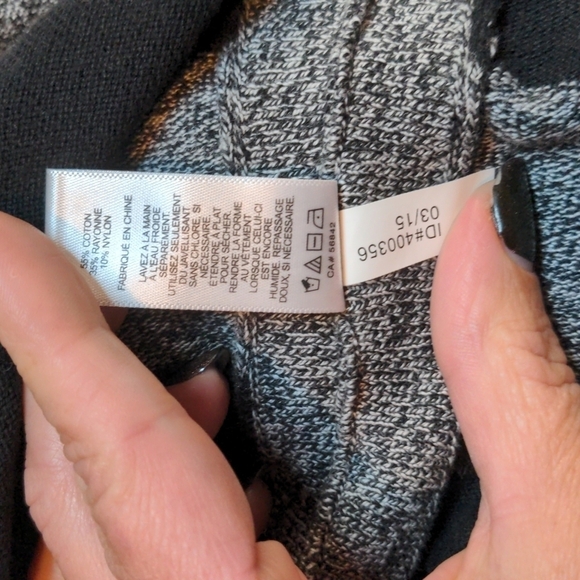 55% COTON
35% RAYONNE
10% NYLON
FABRIQUÉ EN CHINE
LAVEZ À LA MAIN
À L'EAU FROIDE
SÉPARÉMENT.
UTILISEZ SEULEMENT
DU JAVELLISANT
SANS CHLORE, SI
NÉCESSAIRE.
ÉTENDRE À PLAT
POUR SÉCHER.
RENDRE LA FORME
AU VÊTEMENT
LORSQUE CELUI-CI
EST ENCORE
HUMIDE. REPASSAGE
DOUX, SI NÉCESSAIRE.
CA# 56642
ID#400356
03/15